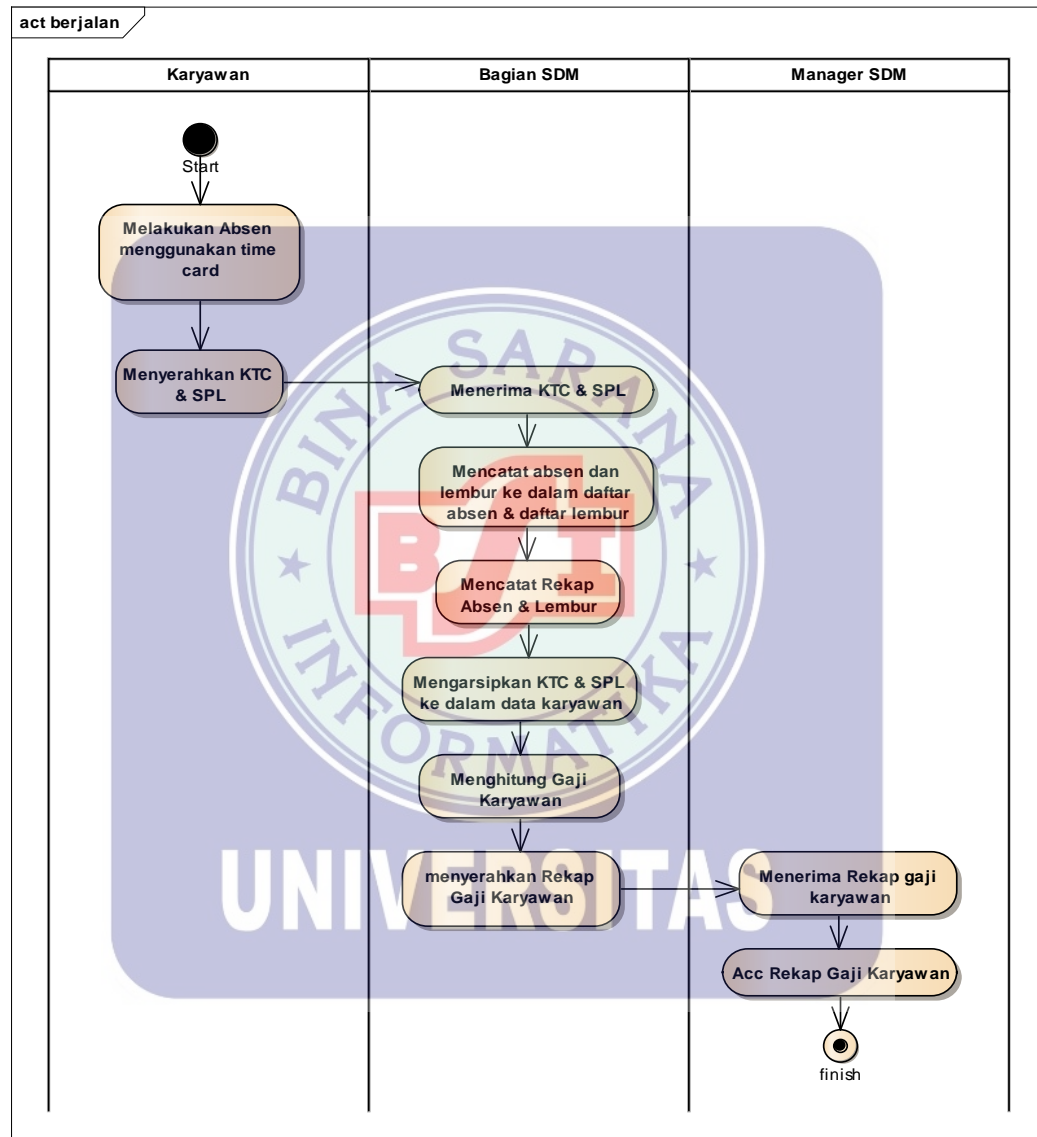 act berjalan
Karyawan
Bagian SDM
Manager SDM
Start
Melakukan Absen
menggunakan time
card
Menyerahkan KTC
& SPL
Menerima KTC & SPL
Mencatat absen dan
lembur ke dalam daftar
absen & daftar lembur
Mencatat Rekap
Absen & Lembur
Mengarsipkan KTC & SPL
ke dalam data karyawan
Menghitung Gaji
Karyawan
menyerahkan Rekap
Gaji Karyawan
Menerima Rekap gaji
karyawan
Acc Rekap Gaji Karyawan
finish
BINA SARANA
INFORMATIKA
BSI
UNIVERSITAS